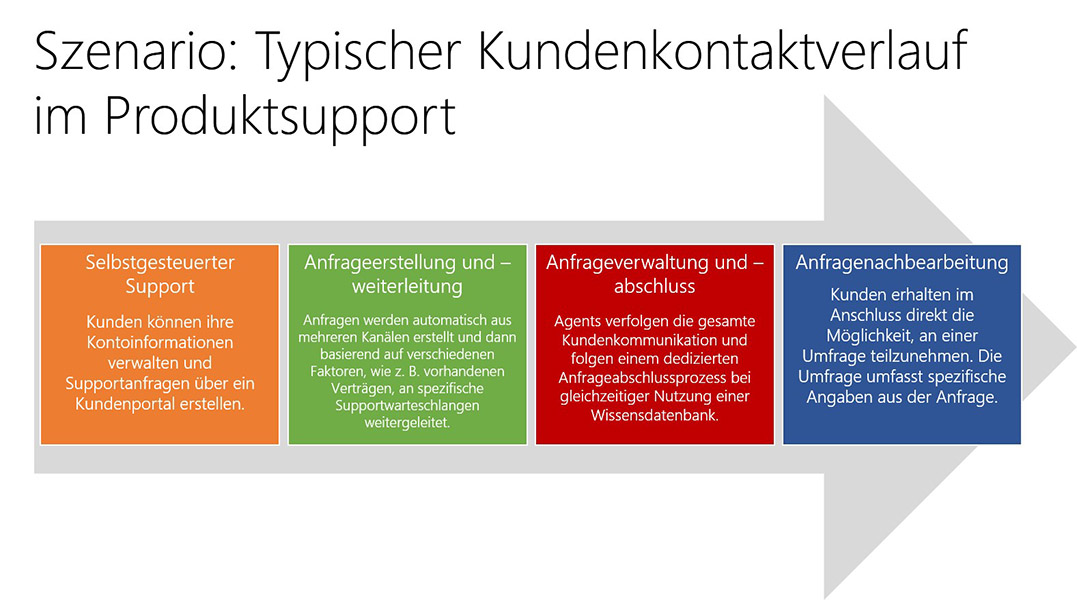 Szenario: Typischer Kundenkontaktverlauf
im Produktsupport
Selbstgesteuerter
Support
Kunden können ihre
Kontoinformationen
verwalten und
Supportanfragen über ein
Kundenportal erstellen.
Anfrageerstellung und –
weiterleitung
Anfragen werden automatisch aus
mehreren Kanälen erstellt und dann
basierend auf verschiedenen
Faktoren, wie z. B. vorhandenen
Verträgen, an spezifische
Supportwarteschlangen
weitergeleitet.
Anfrageverwaltung und –
abschluss
Agents verfolgen die gesamte
Kundenkommunikation und
folgen einem dedizierten
Anfrageabschlussprozess bei
gleichzeitiger Nutzung einer
Wissensdatenbank.
Anfragenachbearbeitung
Kunden erhalten im
Anschluss direkt die
Möglichkeit, an einer
Umfrage teilzunehmen. Die
Umfrage umfasst spezifische
Angaben aus der Anfrage.